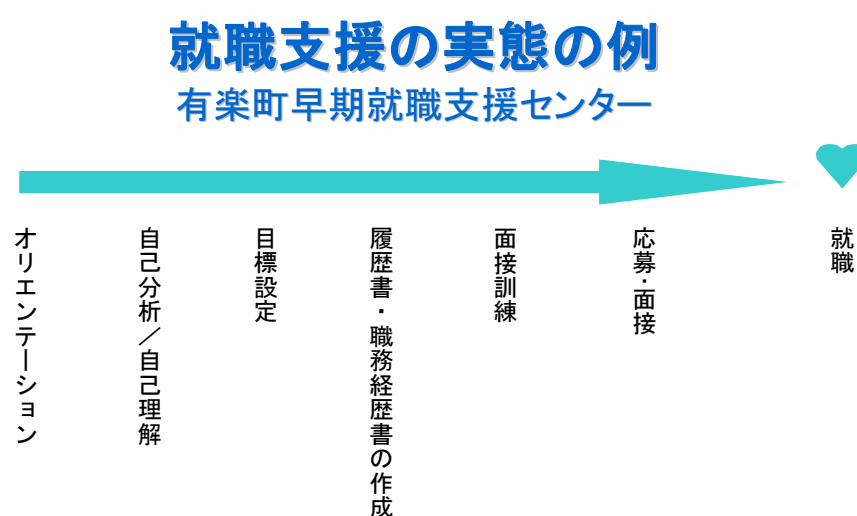 就職支援の実態の例
有楽町早期就職支援センター
オリエンテーション
自己分析／自己理解
目標設定
履歴書・職務経歴書の作成
面接訓練
応募・面接
就職